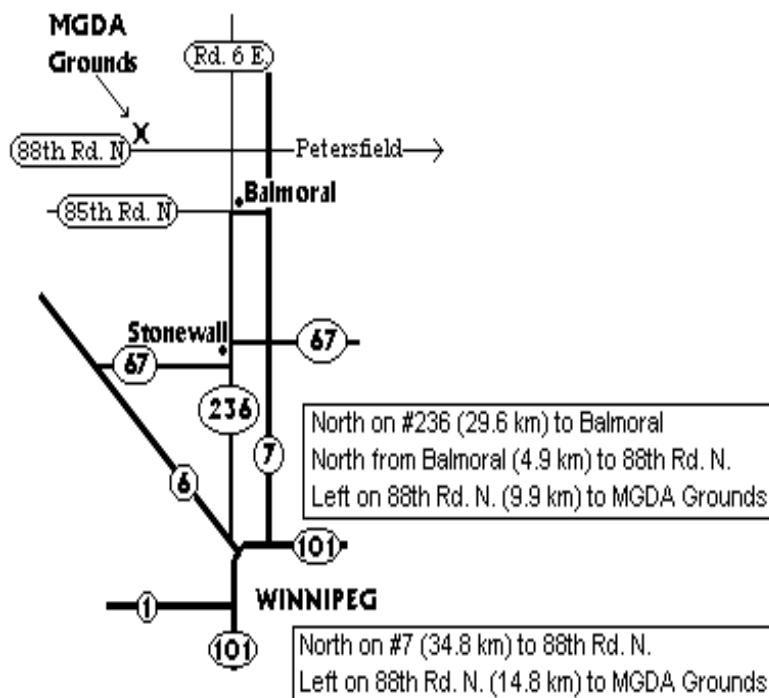 MGDA
Grounds
Rd. 6 E
X
88th Rd. N
Petersfield
Balmoral
85th Rd. N
Stonewall
67
67
236
7
6
North on #236 (29.6 km) to Balmoral
North from Balmoral (4.9 km) to 88th Rd. N.
Left on 88th Rd. N. (9.9 km) to MGDA Grounds
101
1
WINNIPEG
101
North on #7 (34.8 km) to 88th Rd. N.
Left on 88th Rd. N. (14.8 km) to MGDA Grounds